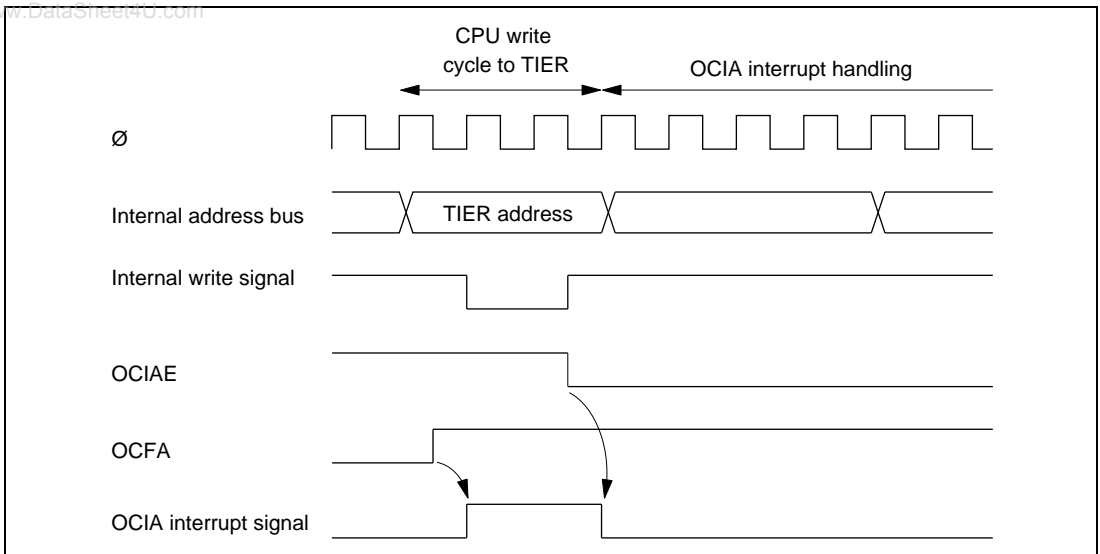 w.DataSheet4U.com
CPU write
cycle to TIER
OCIA interrupt handling
Ø
Internal address bus
TIER address
Internal write signal
OCIAE
OCFA
OCIA interrupt signal